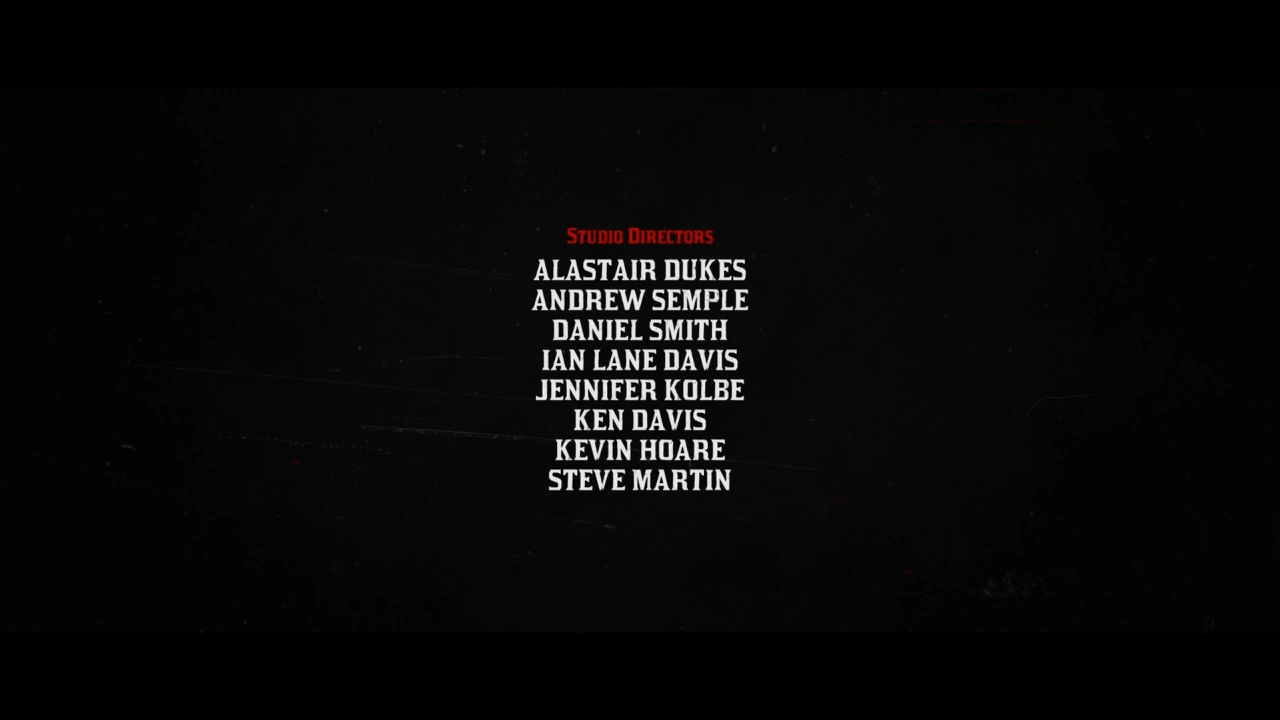 Studio Directors
ALASTAIR DUKES
ANDREW SEMPLE
DANIEL SMITH
IAN LANE DAVIS
JENNIFER KOLBE
KEN DAVIS
KEVIN HOARE
STEVE MARTIN